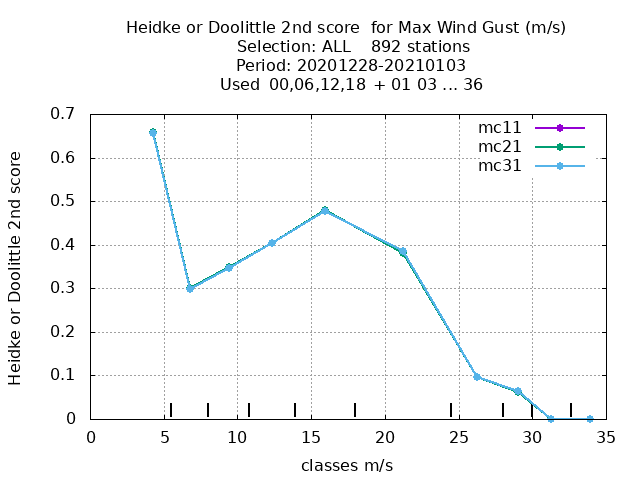 Heidke or Doolittle 2nd score  for Max Wind Gust (m/s)
Selection: ALL    892 stations
Period: 20201228-20210103
Used  00,06,12,18  + 01 03 ... 36
Heidke or Doolittle 2nd score
0.7
0.6
0.5
0.4
0.3
0.2
0.1
0
mc11
mc21
mc31
0 5 10 15 20 25 30 35
classes m/s